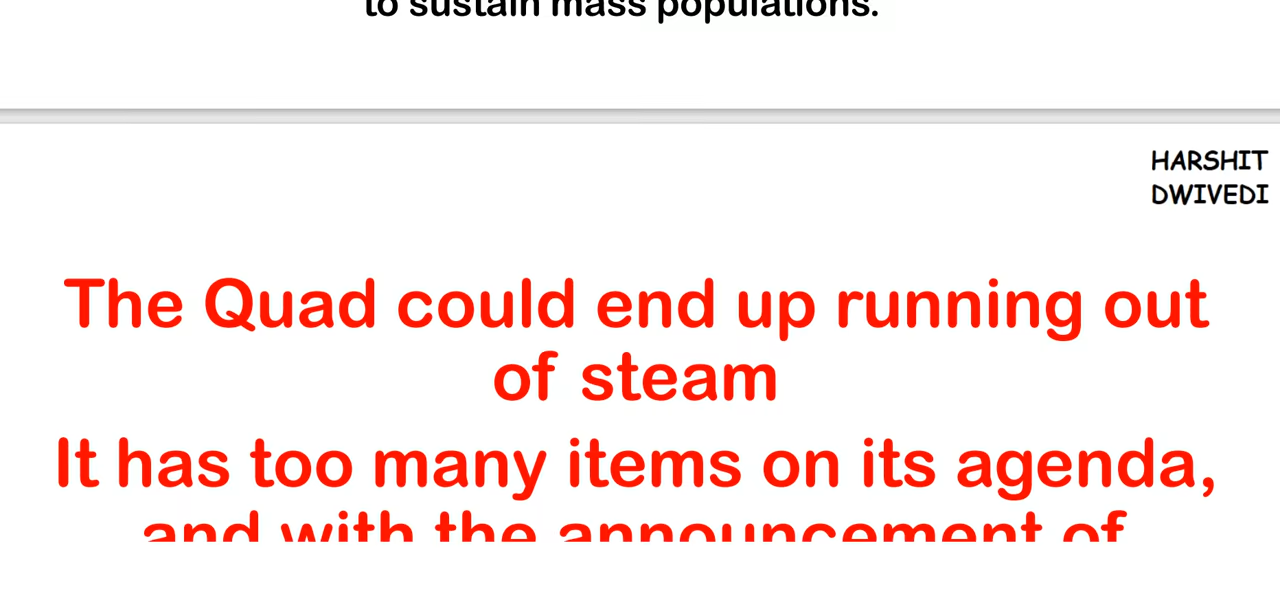 to sustain mass populations.
HARSHIT
DWIVEDI
The Quad could end up running out
of steam
It has too many items on its agenda,
and with the announcement of